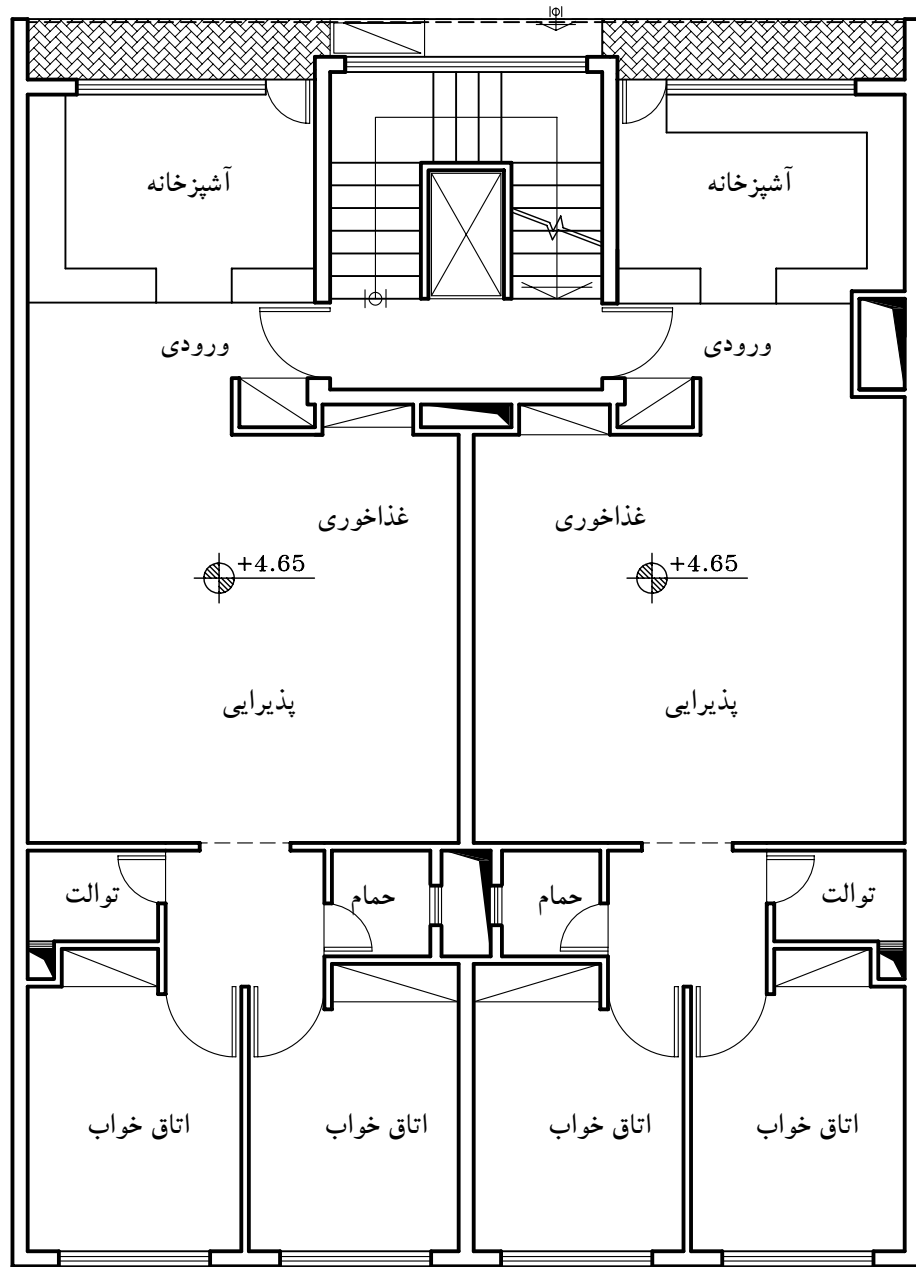 آشپزخانه
آشپزخانه
ورودی
ورودی
غذاخوری
غذاخوری
+4.65
+4.65
پذیرایی
پذیرایی
توالت
حمام
حمام
توالت
اتاق خواب
اتاق خواب
اتاق خواب
اتاق خواب